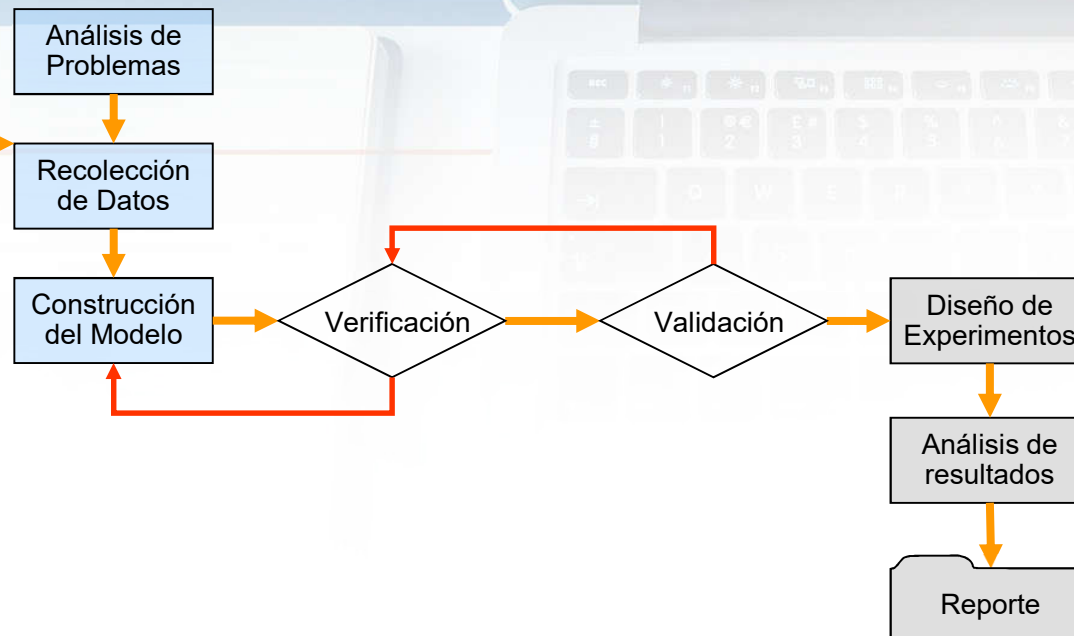 Análisis de
Problemas
Recolección
de Datos
Construcción
del Modelo
Verificación
Validación
Diseño de
Experimentos
Análisis de
resultados
Reporte